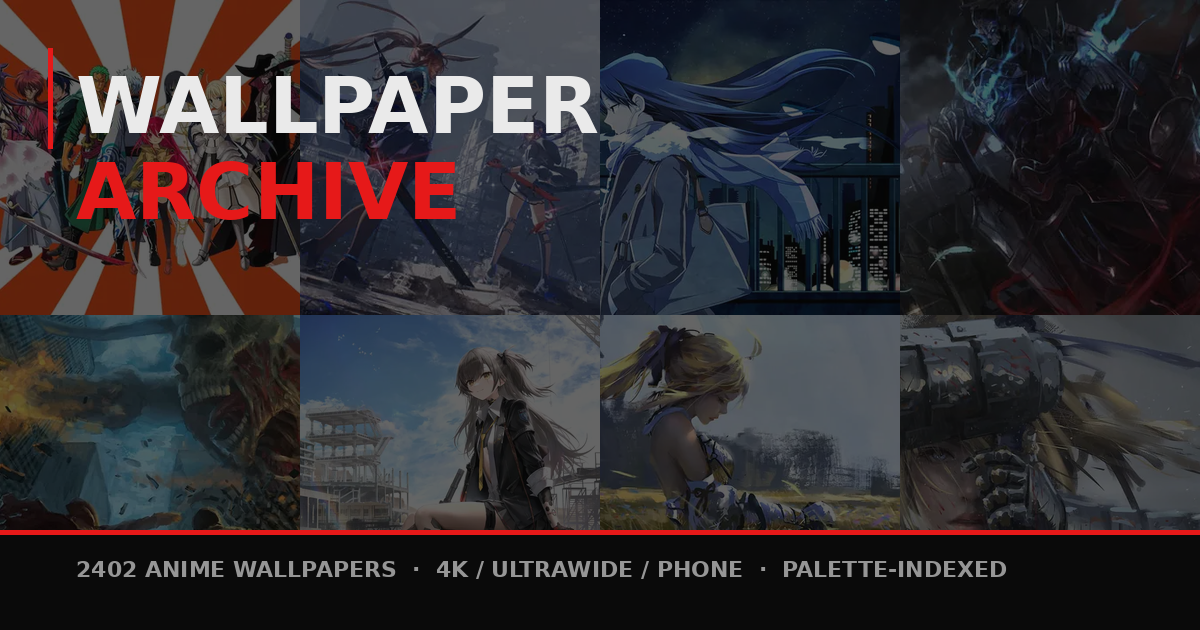 WALLPAPER
ARCHIVE
2402 ANIME WALLPAPERS · 4K / ULTRAWIDE / PHONE · PALETTE-INDEXED